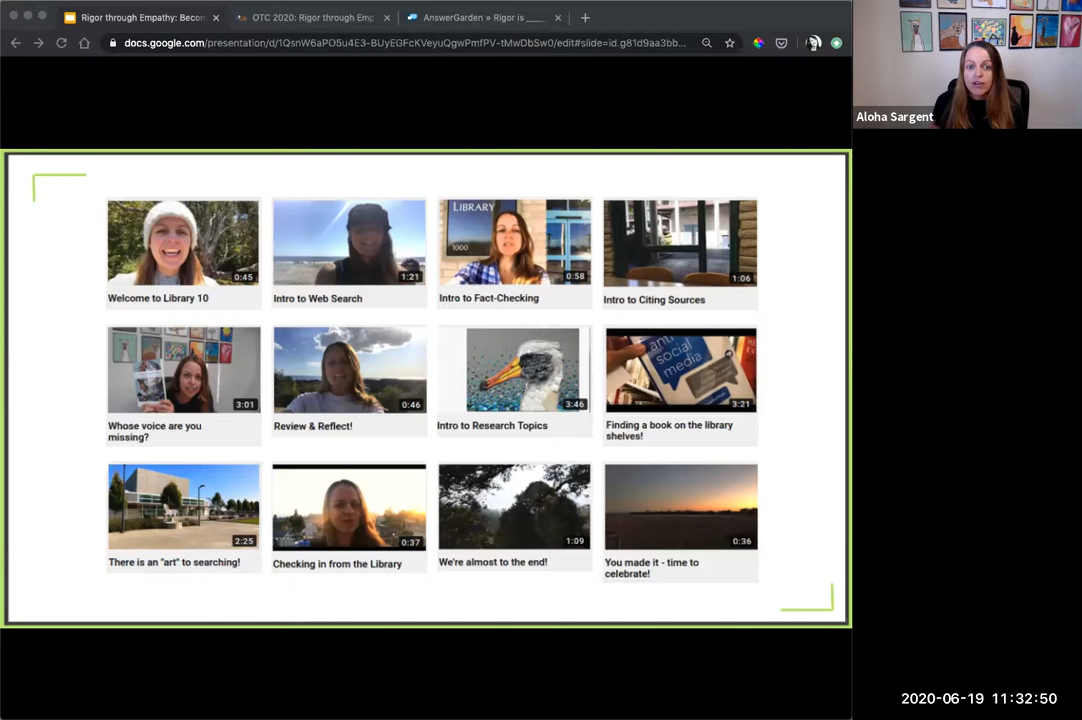 Rigor through Empathy: Becom
OTC 2020: Rigor through Emp
AnswerGarden » Rigor is ____
docs.google.com/presentation/d/1QsnW6aPO5u4E3-BUyEGFcKVeyuQgwPmfPV-tMwDbSw0/edit#slide=id.g81d9aa3bb...
Aloha Sargent
0:45
Welcome to Library 10
1:21
Intro to Web Search
LIBRARY
1000
0:58
Intro to Fact-Checking
1:06
Intro to Citing Sources
3:01
Whose voice are you
missing?
0:46
Review & Reflect!
3:46
Intro to Research Topics
anti
social
media
3:21
Finding a book on the library
shelves!
2:25
There is an "art" to searching!
0:37
Checking in from the Library
1:09
We're almost to the end!
0:36
You made it - time to
celebrate!
2020-06-19 11:32:50